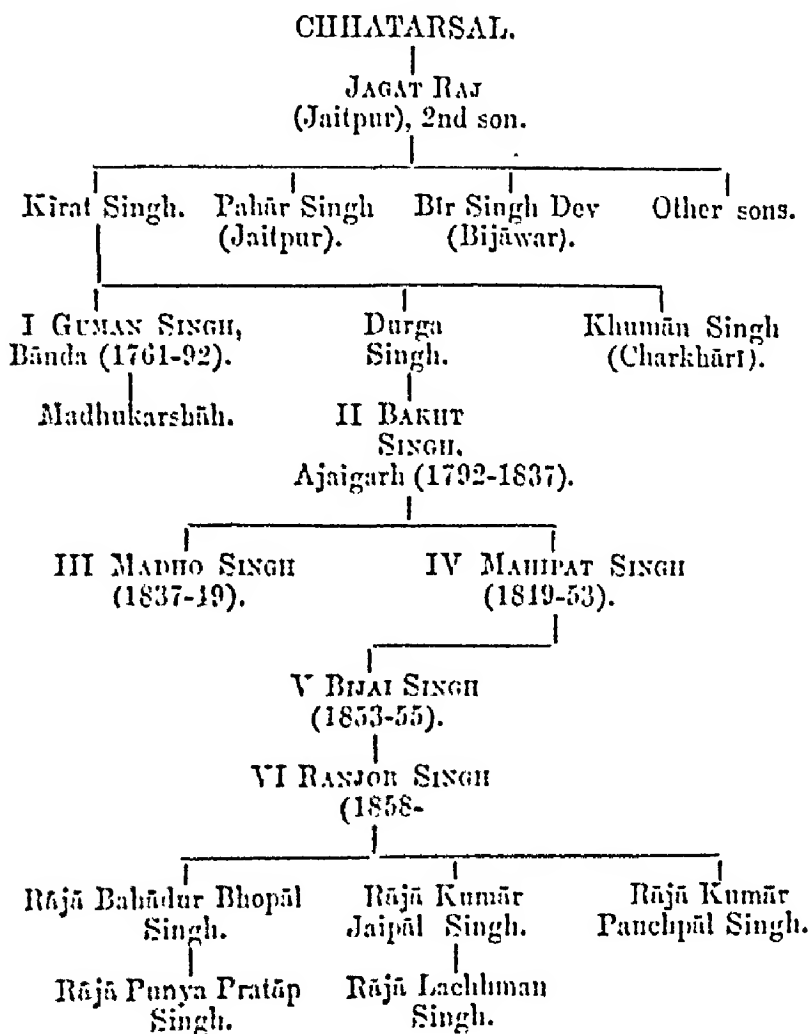 CHHATARSAL.
JAGAT RAJ
(Jaitpur), 2nd son.
Kīrat Singh. Pahār Singh Bīr Singh Dev Other sons.
(Jaitpur). (Bijāwar).
I GUMAN SINGH, Durga Khumān Singh
Bānda (1761-92). Singh. (Charkhārī).
Madhukarshāh. II BAKHT
SINGH.
Ajaigarh (1792-1837).
III MADHO SINGH IV MAHIPAT SINGH
(1837-49). (1849-53).
V BIJAI SINGH
(1853-55).
VI RANJOR SINGH
(1858-
Rājā Bahādur Bhopāl Rājā Kumār Rājā Kumār
Singh. Jaipāl Singh. Panchpāl Singh.
Rājā Punya Pratāp Rājā Lachhman
Singh. Singh.